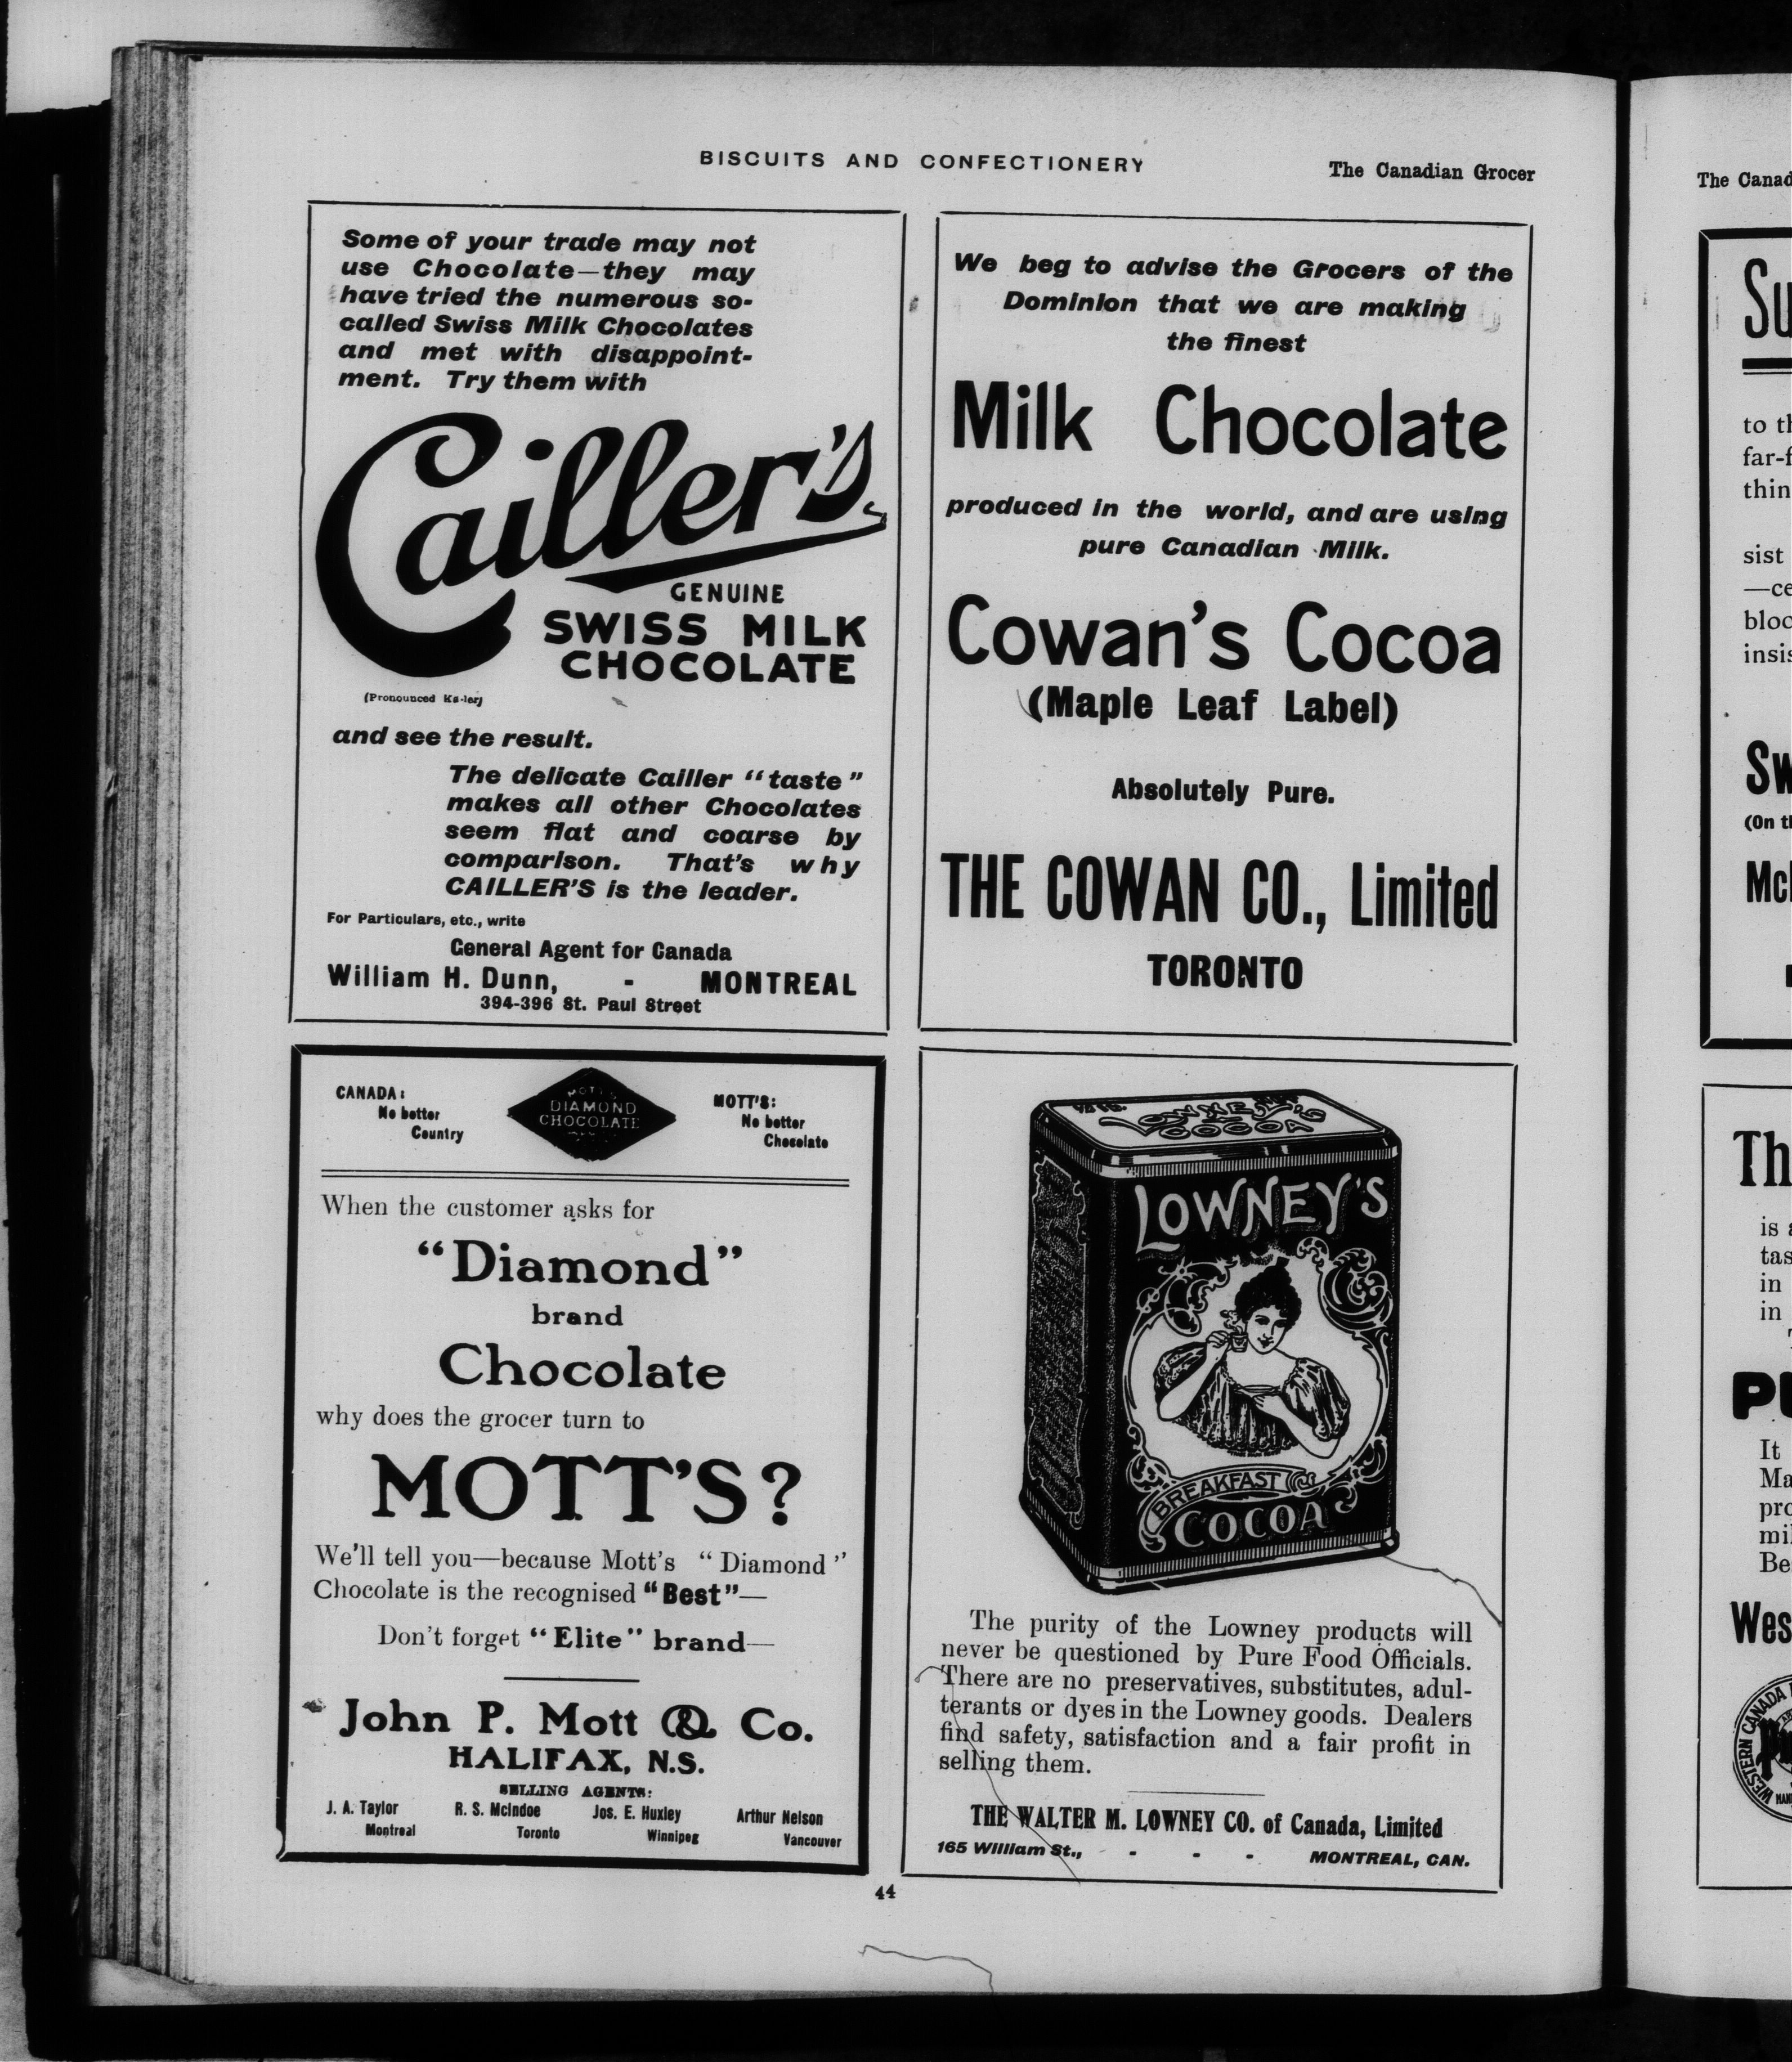 BISCUITS AND CONFECTIONERY
The Canadian Grocer
Some of your trade may not
use Chocolate—they may
have tried the numerous so-
called Swiss Milk Chocolates
and met with disappoint-
ment. Try them with
Cailler's
GENUINE
SWISS MILK
CHOCOLATE
(Pronounced Ka-ler)
and see the result.
The delicate Cailler "taste"
makes all other Chocolates
seem flat and coarse by
comparison. That's why
CAILLER'S is the leader.
For Particulars, etc., write
General Agent for Canada
William H. Dunn, - MONTREAL
394-396 St. Paul Street
We beg to advise the Grocers of the
Dominion that we are making
the finest
Milk Chocolate
produced in the world, and are using
pure Canadian Milk.
Cowan's Cocoa
(Maple Leaf Label)
Absolutely Pure.
THE COWAN CO., Limited
TORONTO
CANADA:
No better
Country
MOTT'S
DIAMOND
CHOCOLATE
MOTT'S:
No better
Chocolate
When the customer asks for
"Diamond"
brand
Chocolate
why does the grocer turn to
MOTT'S?
We'll tell you—because Mott's "Diamond"
Chocolate is the recognised "Best"—
Don't forget "Elite" brand—
John P. Mott & Co.
HALIFAX, N.S.
SELLING AGENTS:
J. A. Taylor R. S. McIndoe Jos. E. Huxley Arthur Nelson
Montreal Toronto Winnipeg Vancouver
LOWNEY'S
COCOA
LOWNEY'S
BREAKFAST
COCOA
The purity of the Lowney products will
never be questioned by Pure Food Officials.
There are no preservatives, substitutes, adul-
terants or dyes in the Lowney goods. Dealers
find safety, satisfaction and a fair profit in
selling them.
THE WALTER M. LOWNEY CO. of Canada, Limited
165 William St., - - - MONTREAL, CAN.
44
The Canad
Su
to th
far-f
thin
sist
—ce
bloc
insis
Sw
(On th
Mc
Th
is a
tas
in
in
PU
It
Ma
pro
mil
Be
Wes
WESTERN CANADA